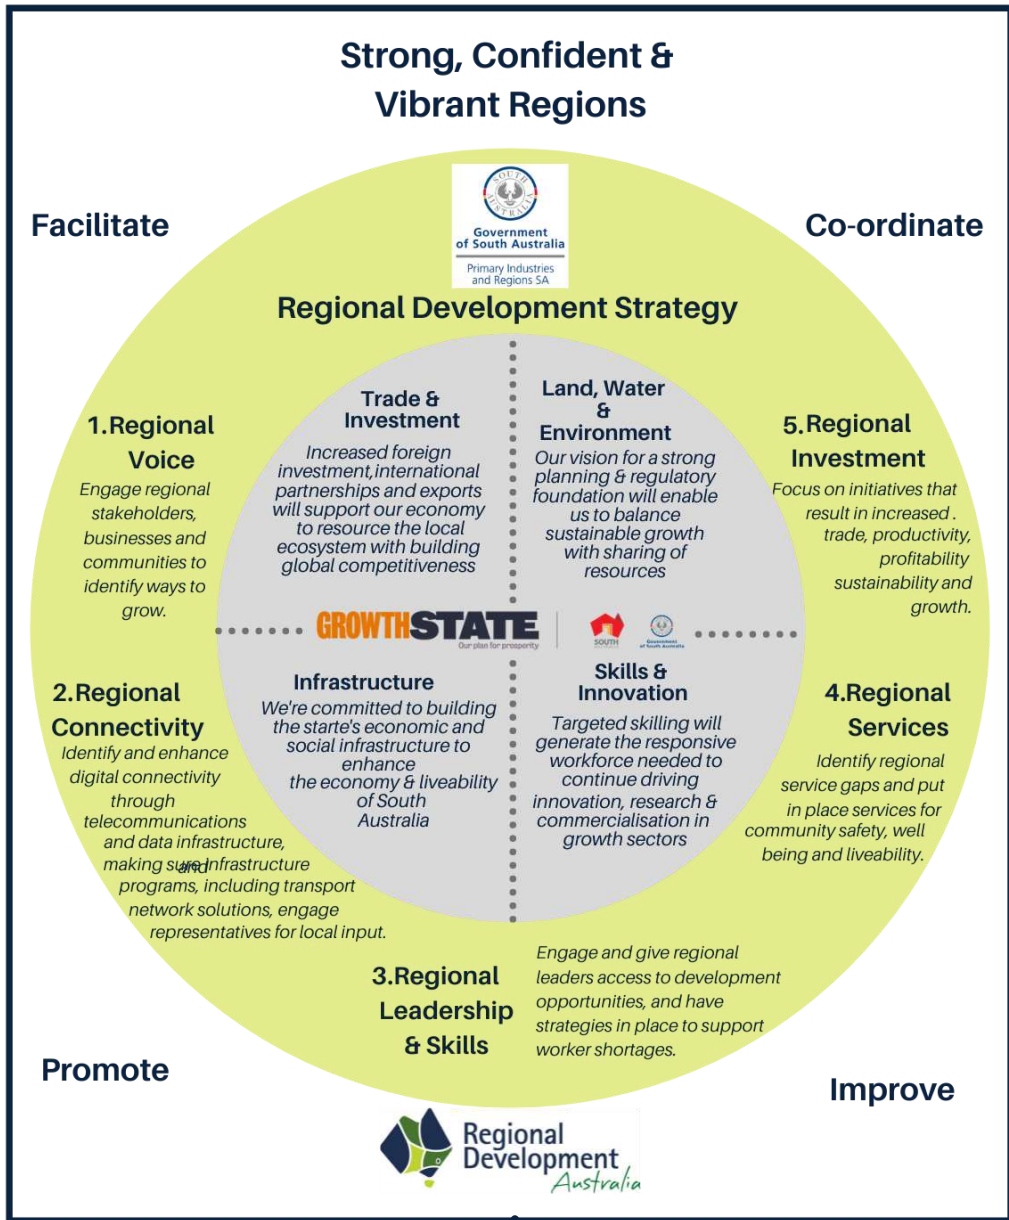 Strong, Confident &
Vibrant Regions
Facilitate
Co-ordinate
SOUTH
AUSTRALIA
Government
of South Australia
Primary Industries
and Regions SA
Regional Development Strategy
1.Regional
Voice
Engage regional
stakeholders,
businesses and
communities to
identify ways to
grow.
Trade &
Investment
Increased foreign
investment,international
partnerships and exports
will support our economy
to resource the local
ecosystem with building
global competitiveness
Land, Water
&
Environment
Our vision for a strong
planning & regulatory
foundation will enable
us to balance
sustainable growth
with sharing of
resources
5.Regional
Investment
Focus on initiatives that
result in increased .
trade, productivity,
profitability
sustainability and
growth.
GROWTHSTATE
Our plan for prosperity
SOUTH
Government
of South Australia
2.Regional
Connectivity
Identify and enhance
digital connectivity
through
telecommunications
and data infrastructure,
and
making sure infrastructure
programs, including transport
network solutions, engage
representatives for local input.
Infrastructure
We're committed to building
the starte's economic and
social infrastructure to
enhance
the economy & liveability
of South
Australia
Skills &
Innovation
Targeted skilling will
generate the responsive
workforce needed to
continue driving
innovation, research &
commercialisation in
growth sectors
4.Regional
Services
Identify regional
service gaps and put
in place services for
community safety, well
being and liveability.
3.Regional
Leadership
& Skills
Engage and give regional
leaders access to development
opportunities, and have
strategies in place to support
worker shortages.
Promote
Improve
Regional
Development
Australia